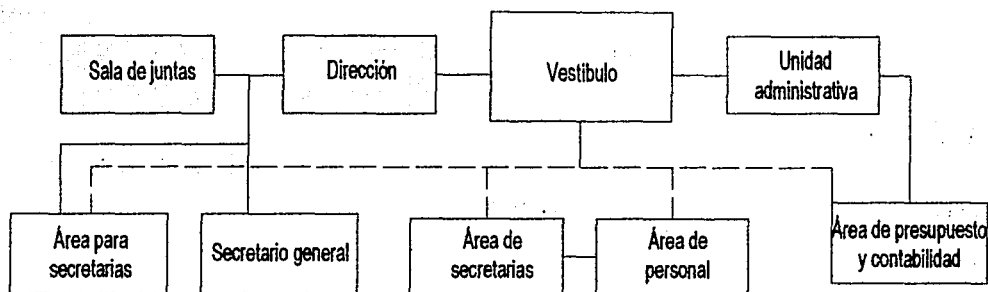 Sala de juntas
Dirección
Vestibulo
Unidad
administrativa
Área para
secretarias
Secretario general
Área de
secretarias
Área de
personal
Área de presupuesto
y contabilidad